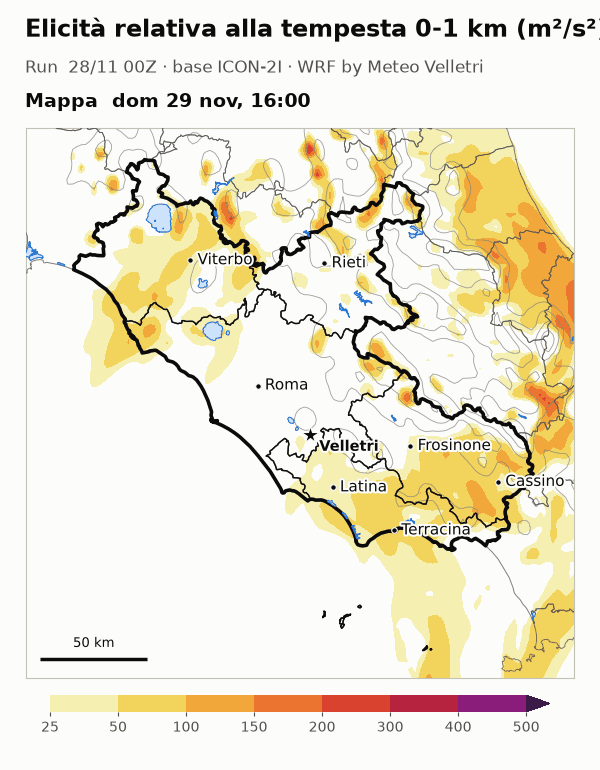 Elicità relativa alla tempesta 0-1 km (m²/s²)
Run  28/11 00Z · base ICON-2I · WRF by Meteo Velletri
Mappa  dom 29 nov, 16:00
Viterbo
Rieti
Roma
Velletri
Frosinone
Latina
Cassino
Terracina
50 km
25 50 100 150 200 300 400 500